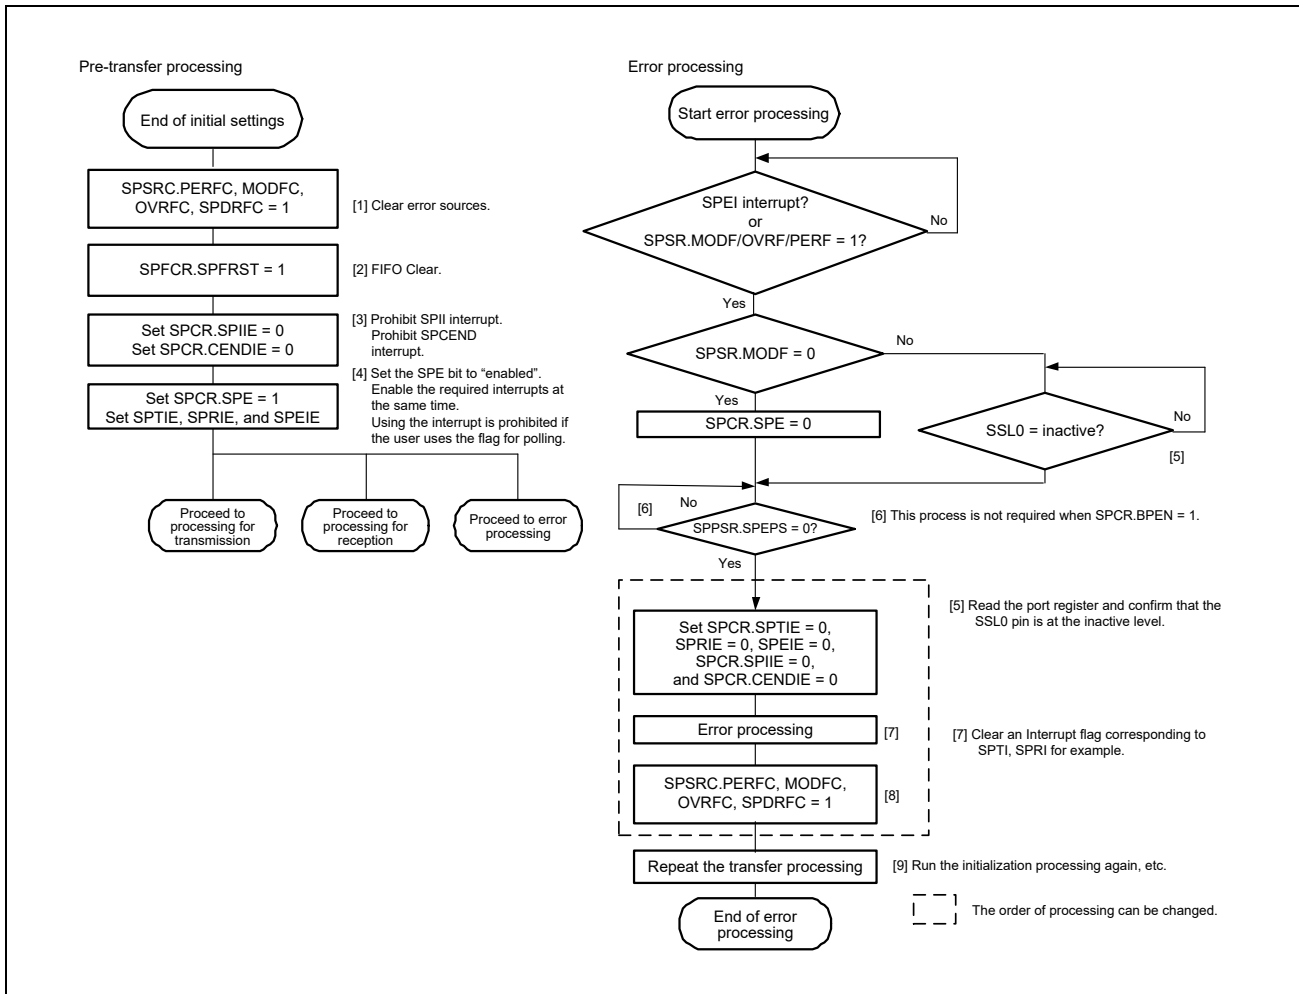 Pre-transfer processing
End of initial settings
SPSRC.PERFC, MODFC,
OVRFC, SPDRFC = 1
[1] Clear error sources.
SPFCR.SPFRST = 1
[2] FIFO Clear.
Set SPCR.SPIIE = 0
Set SPCR.CENDIE = 0
[3] Prohibit SPII interrupt.
Prohibit SPCEND
interrupt.
Set SPCR.SPE = 1
Set SPTIE, SPRIE, and SPEIE
[4] Set the SPE bit to “enabled”.
Enable the required interrupts at
the same time.
Using the interrupt is prohibited if
the user uses the flag for polling.
Proceed to
processing for
transmission
Proceed to
processing for
reception
Proceed to error
processing
Error processing
Start error processing
SPEI interrupt?
or
SPSR.MODF/OVRF/PERF = 1?
No
Yes
SPSR.MODF = 0
No
Yes
SPCR.SPE = 0
SSL0 = inactive?
No
[5]
[6]
No
SPPSR.SPEPS = 0?
[6] This process is not required when SPCR.BPEN = 1.
Yes
[5] Read the port register and confirm that the
SSL0 pin is at the inactive level.
Set SPCR.SPTIE = 0,
SPRIE = 0, SPEIE = 0,
SPCR.SPIIE = 0,
and SPCR.CENDIE = 0
Error processing
[7]
[7] Clear an Interrupt flag corresponding to
SPTI, SPRI for example.
SPSRC.PERFC, MODFC,
OVRFC, SPDRFC = 1
[8]
Repeat the transfer processing
[9] Run the initialization processing again, etc.
End of error
processing
The order of processing can be changed.